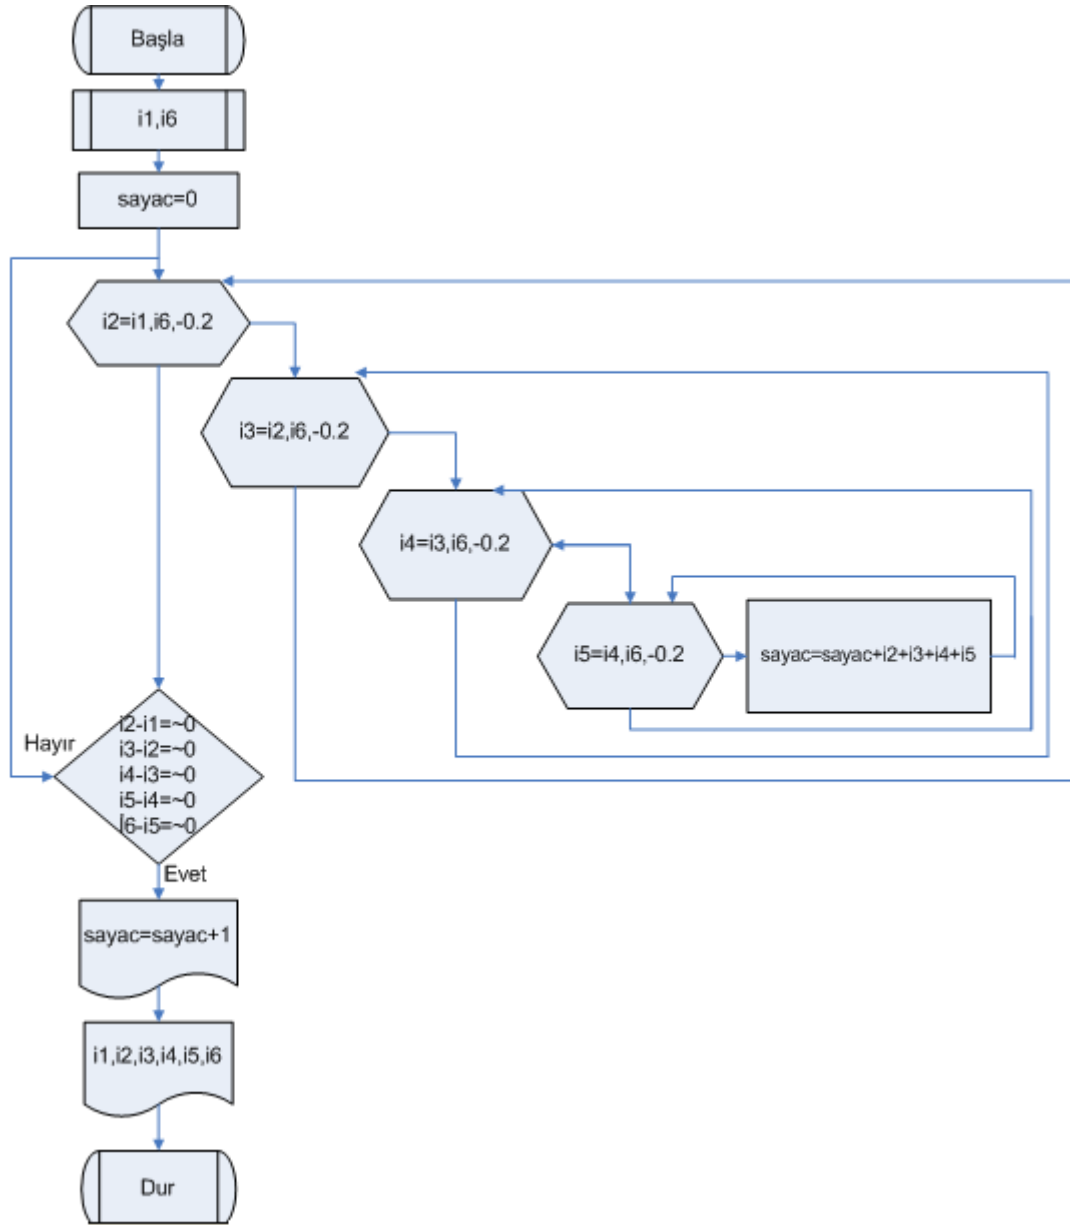 Başla
i1,i6
sayac=0
i2=i1,i6,-0.2
i3=i2,i6,-0.2
i4=i3,i6,-0.2
i5=i4,i6,-0.2
sayac=sayac+i2+i3+i4+i5
Hayır
i2-i1=~0
i3-i2=~0
i4-i3=~0
i5-i4=~0
İ6-i5=~0
Evet
sayac=sayac+1
i1,i2,i3,i4,i5,i6
Dur